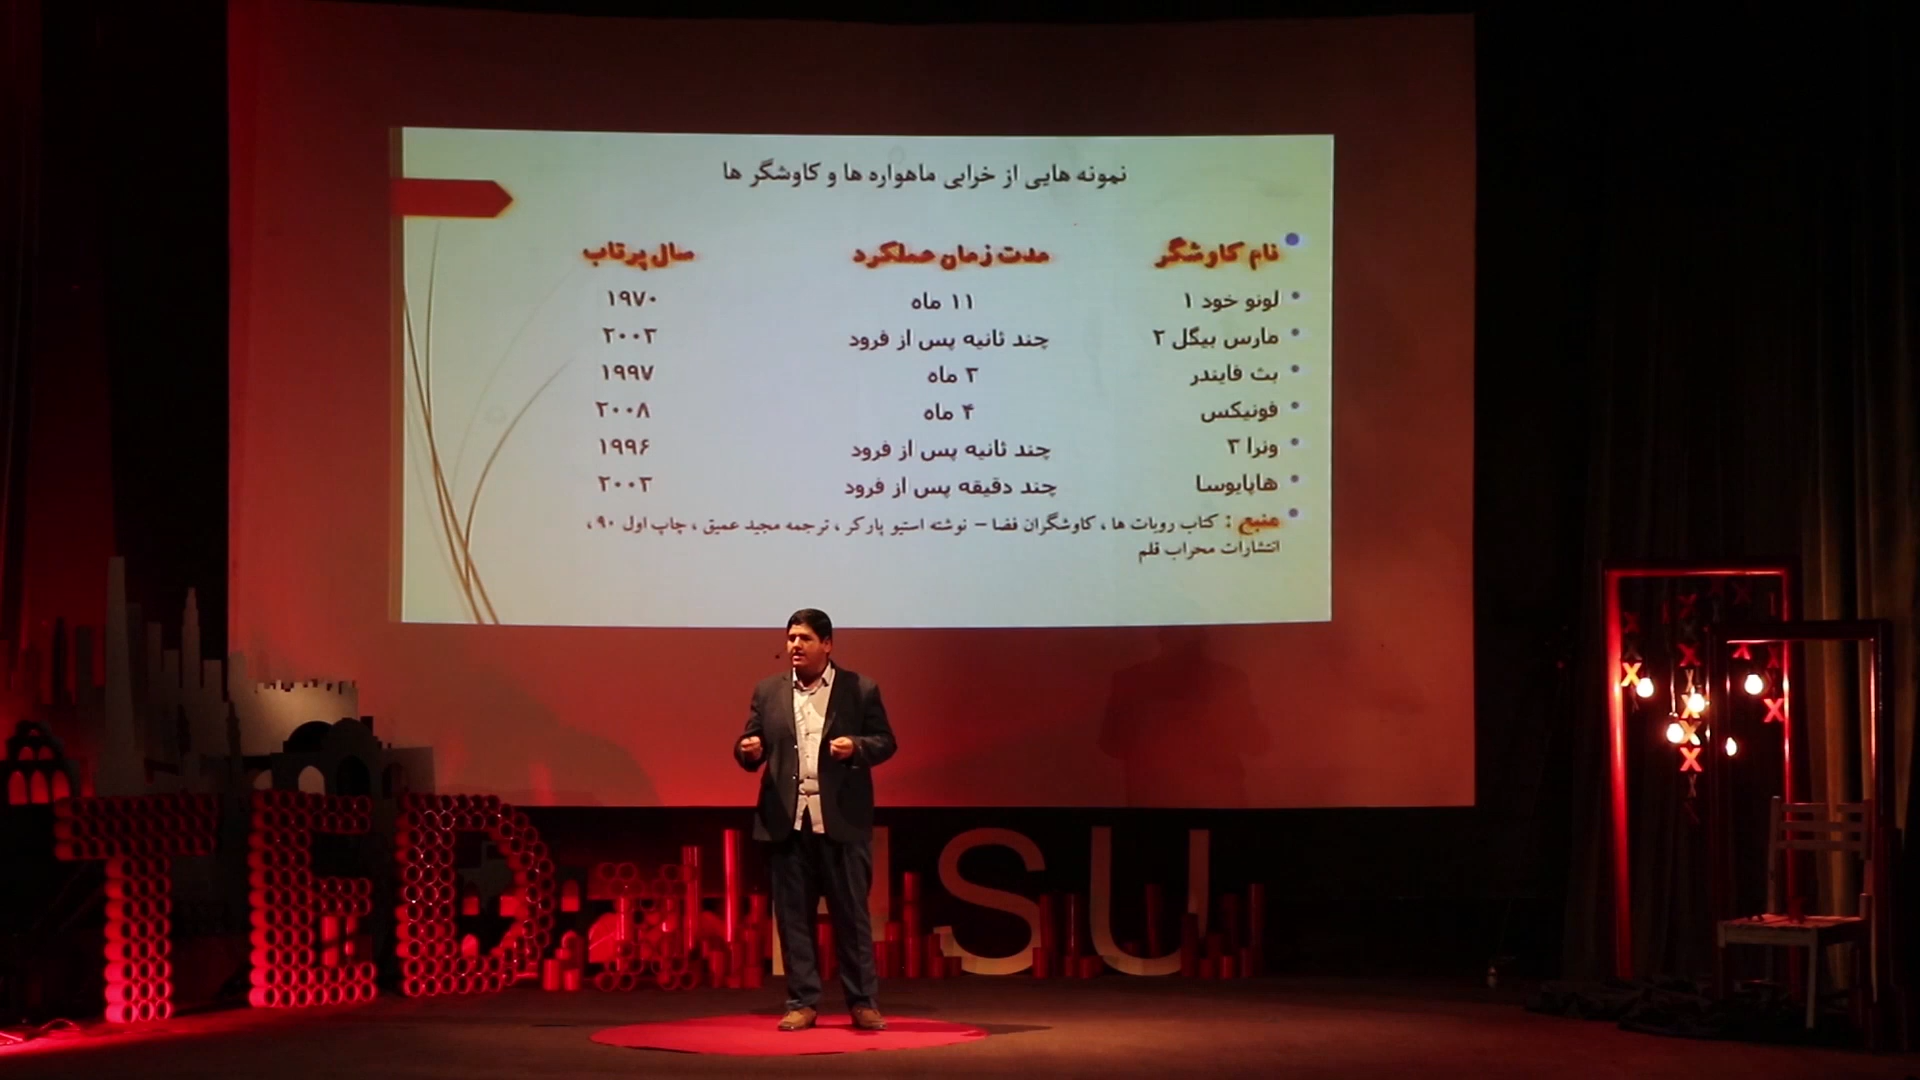 نمونه هایی از خرابی ماهواره ها و کاوشگر ها
نام کاوشگر مدت زمان عملکرد سال پرتاب
لونو خود ۱ ۱۱ ماه ۱۹۷۰
مارس بیگل ۲ چند ثانیه پس از فرود ۲۰۰۳
بث فایندر ۳ ماه ۱۹۹۷
فونیکس ۴ ماه ۲۰۰۸
ونرا ۳ چند ثانیه پس از فرود ۱۹۹۶
هایابوسا چند دقیقه پس از فرود ۲۰۰۳
منبع : کتاب روبات ها ، کاوشگران فضا – نوشته استیو پارکر ، ترجمه مجید عمیق ، چاپ اول ۹۰ ،
انتشارات محراب قلم
TED
SU